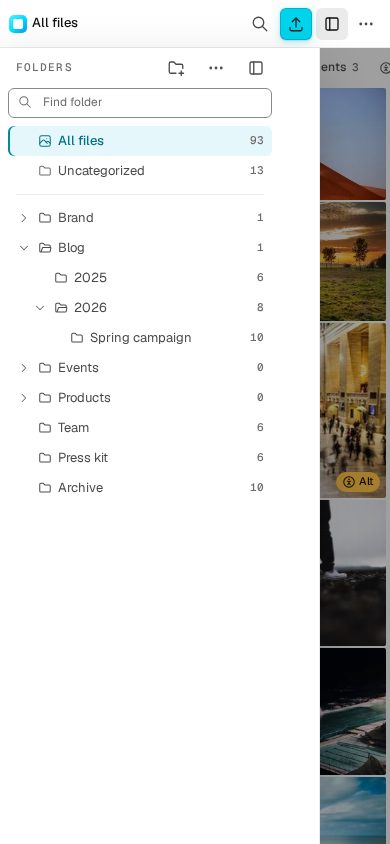 All files
FOLDERS
ents 3
Find folder
All files 93
Uncategorized 13
Brand 1
Blog 1
2025 6
2026 8
Spring campaign 10
Events 0
Products 0
Team 6
Press kit 6
Archive 10
Alt